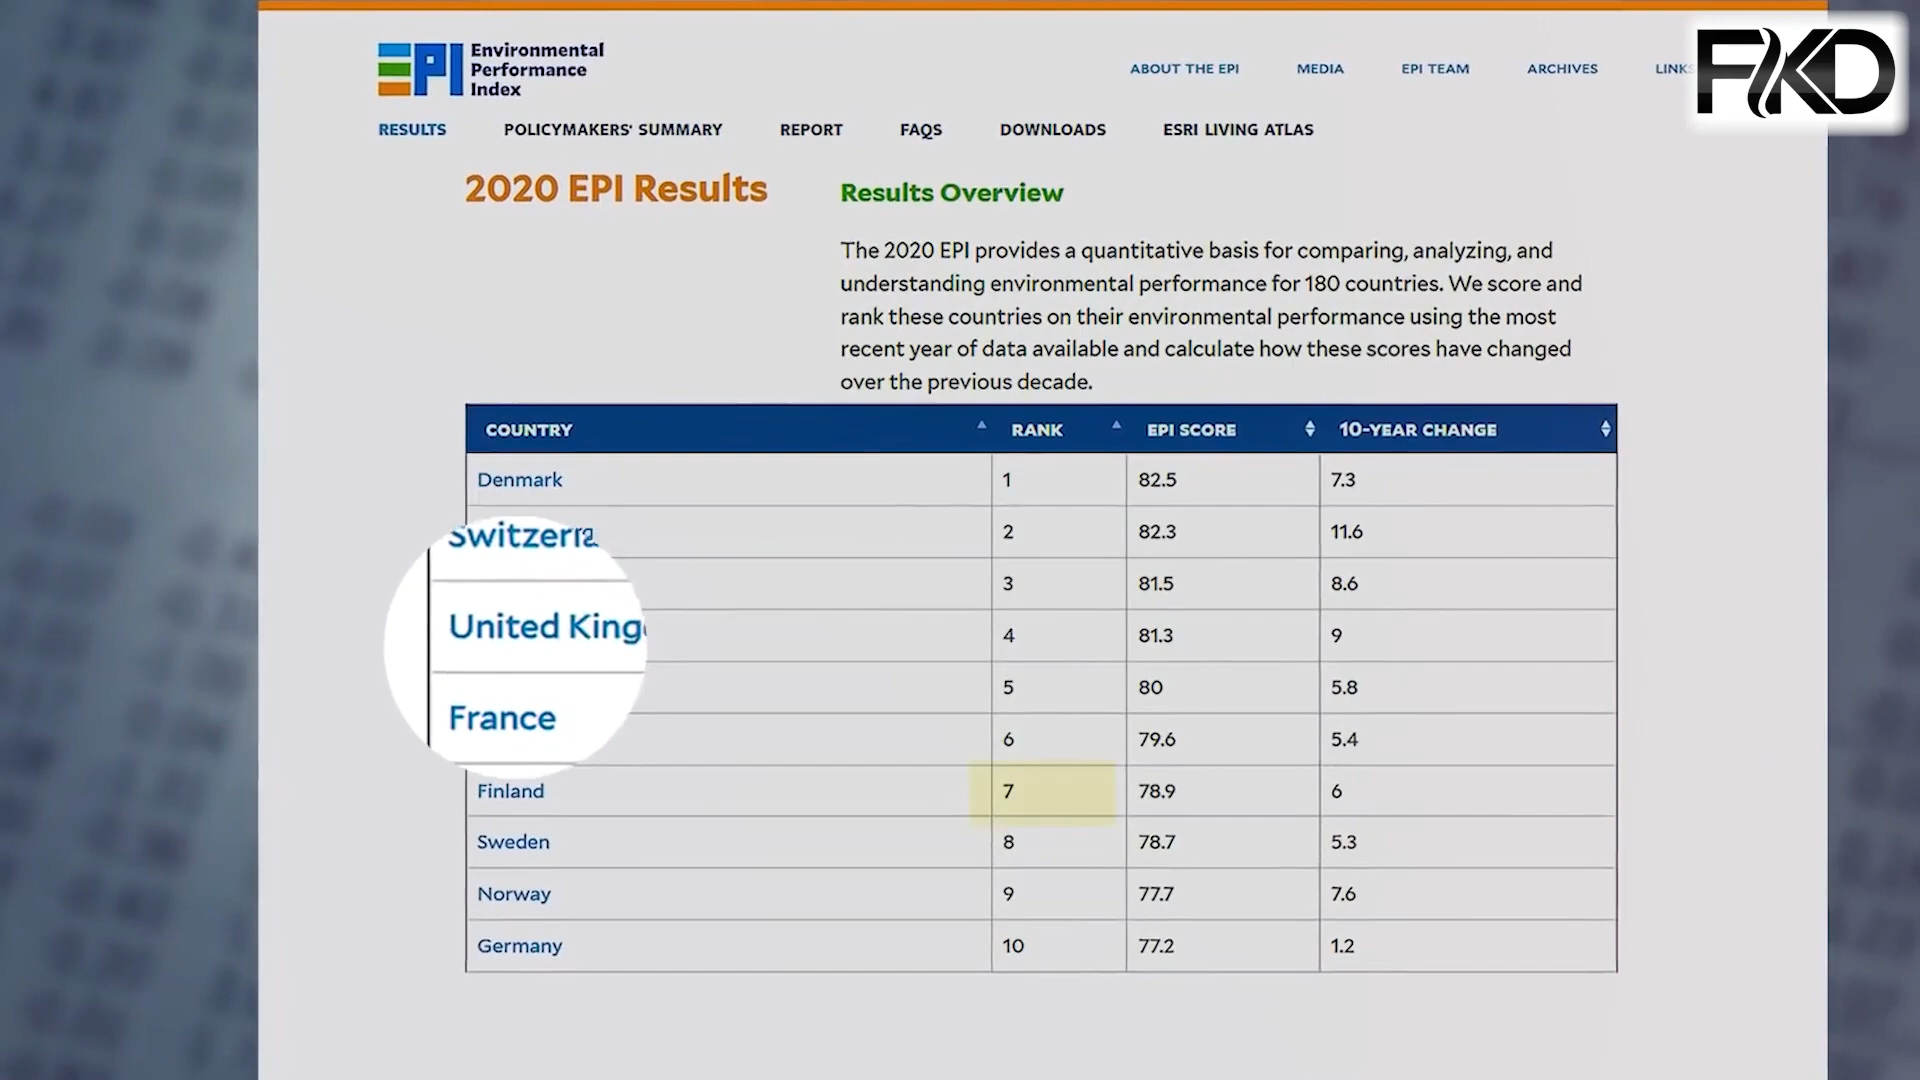 EPI Environmental
Performance
Index
ABOUT THE EPI MEDIA EPI TEAM ARCHIVES LINKS
FKD
RESULTS POLICYMAKERS' SUMMARY REPORT FAQS DOWNLOADS ESRI LIVING ATLAS
2020 EPI Results
Results Overview
The 2020 EPI provides a quantitative basis for comparing, analyzing, and
understanding environmental performance for 180 countries. We score and
rank these countries on their environmental performance using the most
recent year of data available and calculate how these scores have changed
over the previous decade.
COUNTRY RANK EPI SCORE 10-YEAR CHANGE
Denmark 1 82.5 7.3
2 82.3 11.6
Switzerla
3 81.5 8.6
United King
4 81.3 9
5 80 5.8
France
6 79.6 5.4
Finland 7 78.9 6
Sweden 8 78.7 5.3
Norway 9 77.7 7.6
Germany 10 77.2 1.2